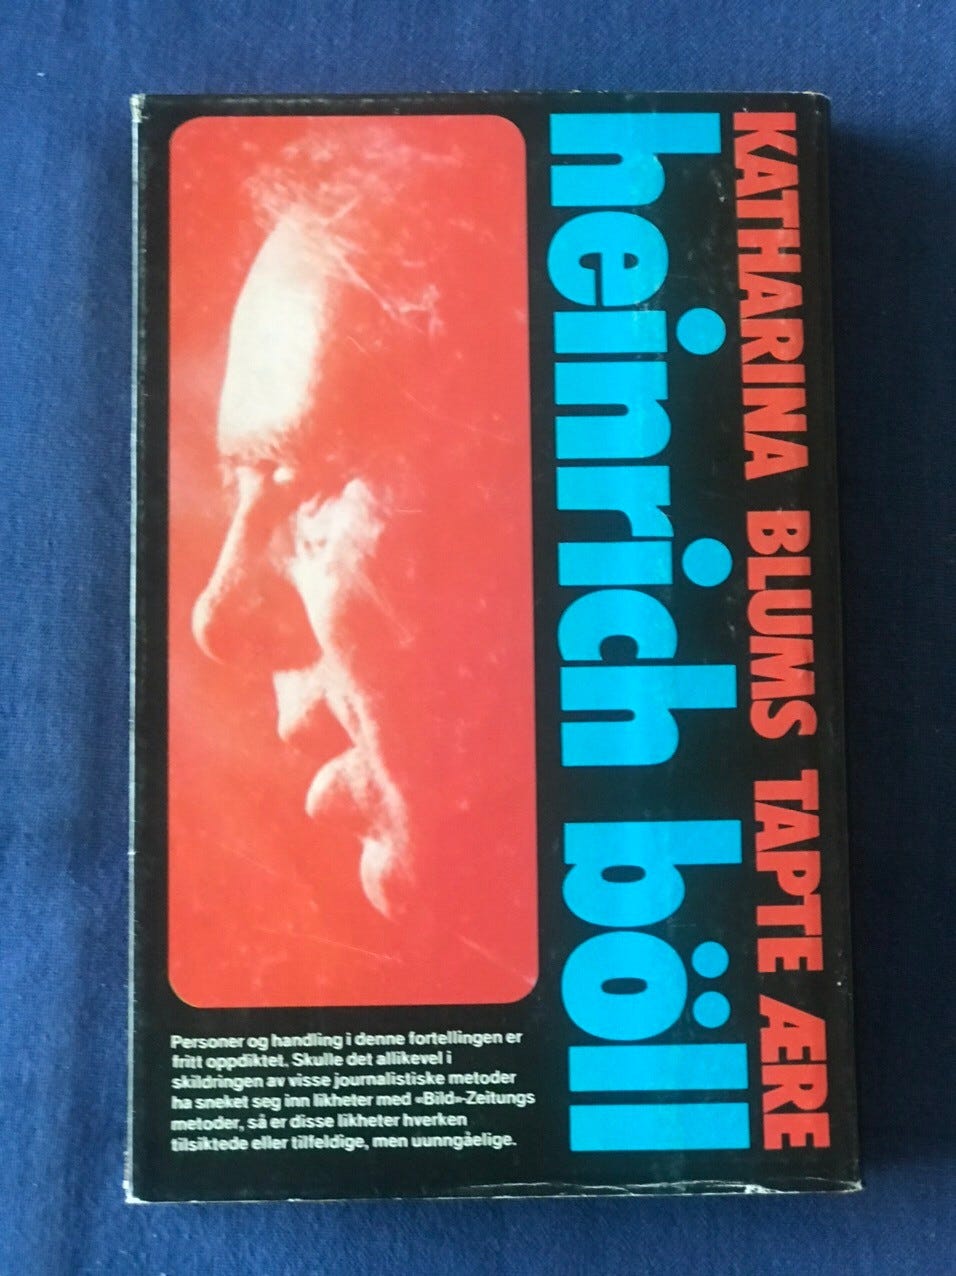 KATHARINA BLUMS TAPTE ÆRE
heinrich böll
Personer og handling i denne fortellingen er
fritt oppdiktet. Skulle det allikevel i
skildringen av visse journalistiske metoder
ha sneket seg inn likheter med «Bild»-Zeitungs
metoder, så er disse likheter hverken
tilsiktede eller tilfeldige, men uunngåelige.